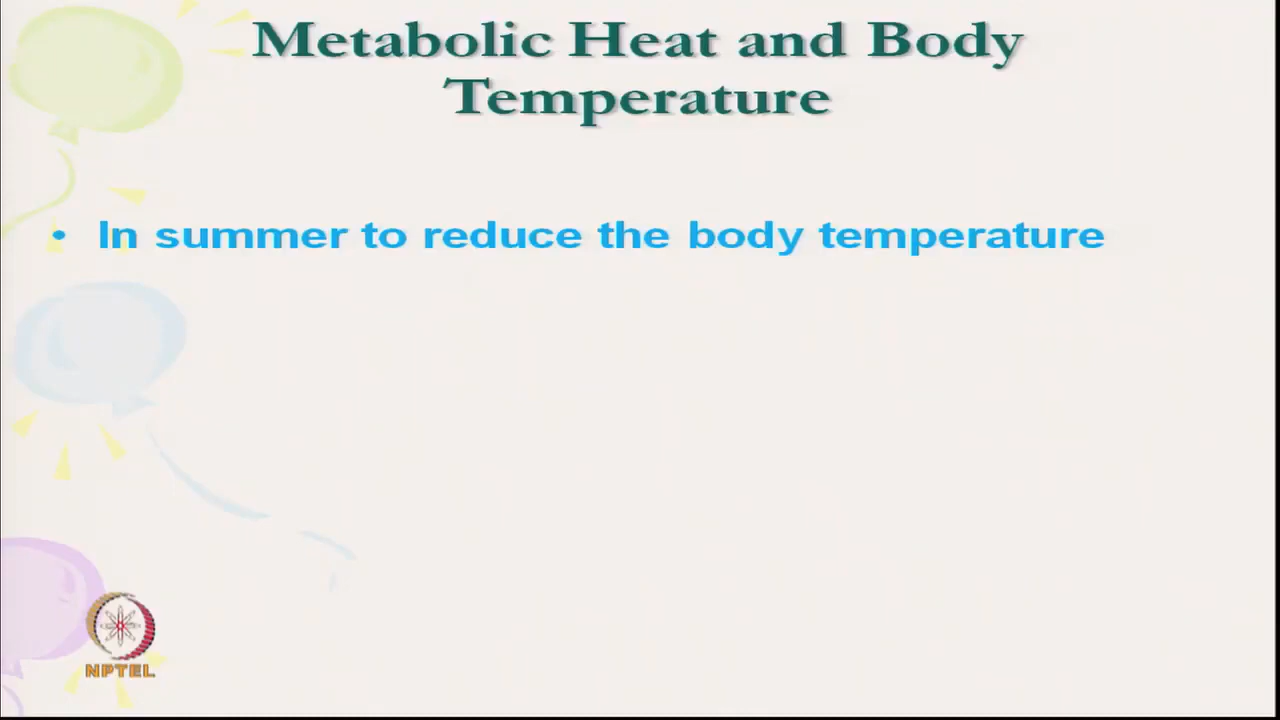 Metabolic Heat and Body
Temperature
• In summer to reduce the body temperature
NPTEL